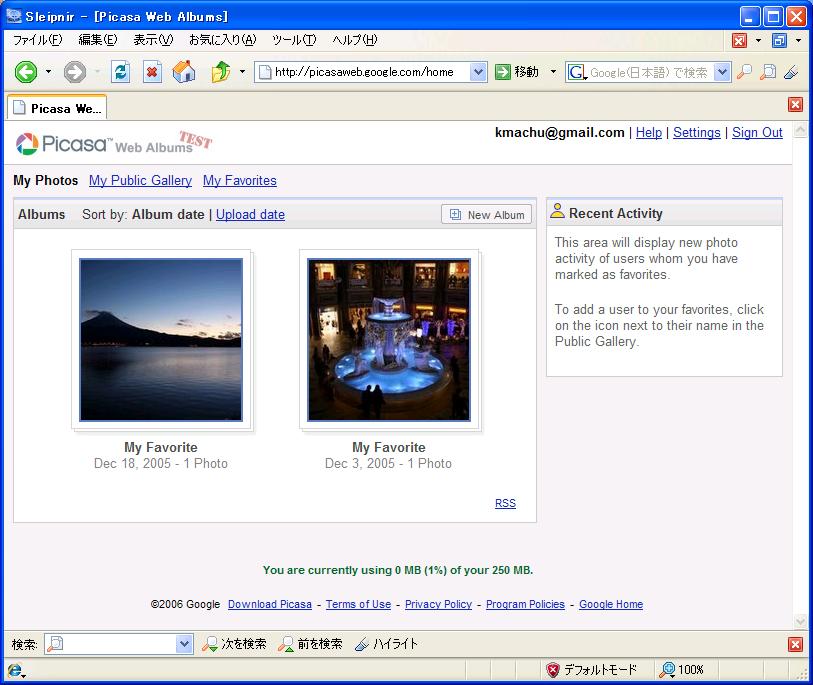 Sleipnir - [Picasa Web Albums]
ファイル(F) 編集(E) 表示(V) お気に入り(A) ツール(T) ヘルプ(H)
http://picasaweb.google.com/home 移動 Google(日本語)で検索
Picasa We...
Picasa™ Web Albums TEST
kmachu@gmail.com | Help | Settings | Sign Out
My Photos My Public Gallery My Favorites
Albums Sort by: Album date | Upload date New Album
Recent Activity
This area will display new photo
activity of users whom you have
marked as favorites.
To add a user to your favorites, click
on the icon next to their name in the
Public Gallery.
My Favorite
Dec 18, 2005 - 1 Photo
My Favorite
Dec 3, 2005 - 1 Photo
RSS
You are currently using 0 MB (1%) of your 250 MB.
©2006 Google Download Picasa - Terms of Use - Privacy Policy - Program Policies - Google Home
検索: 次を検索 前を検索 ハイライト
デフォルトモード 100%